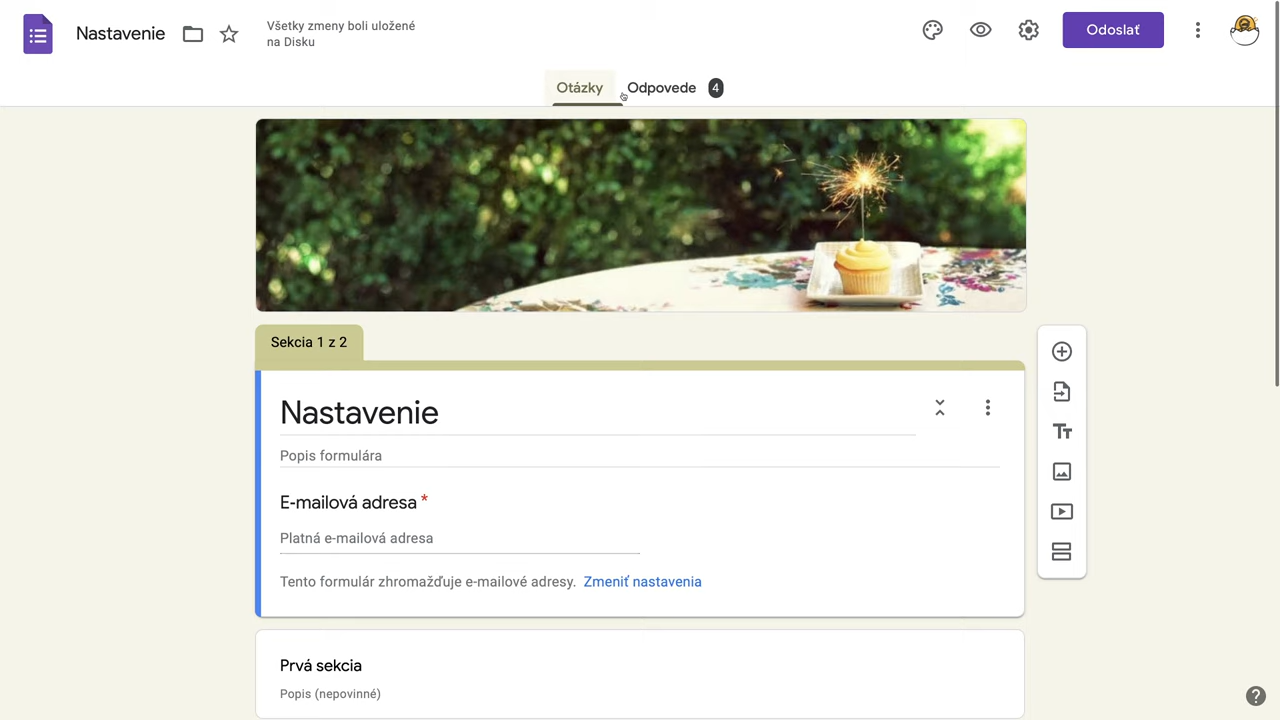 Nastavenie
Všetky zmeny boli uložené
na Disku
Odoslať
Otázky
Odpovede 4
Sekcia 1 z 2
Nastavenie
Popis formulára
E-mailová adresa *
Platná e-mailová adresa
Tento formulár zhromažďuje e-mailové adresy. Zmeniť nastavenia
Prvá sekcia
Popis (nepovinné)